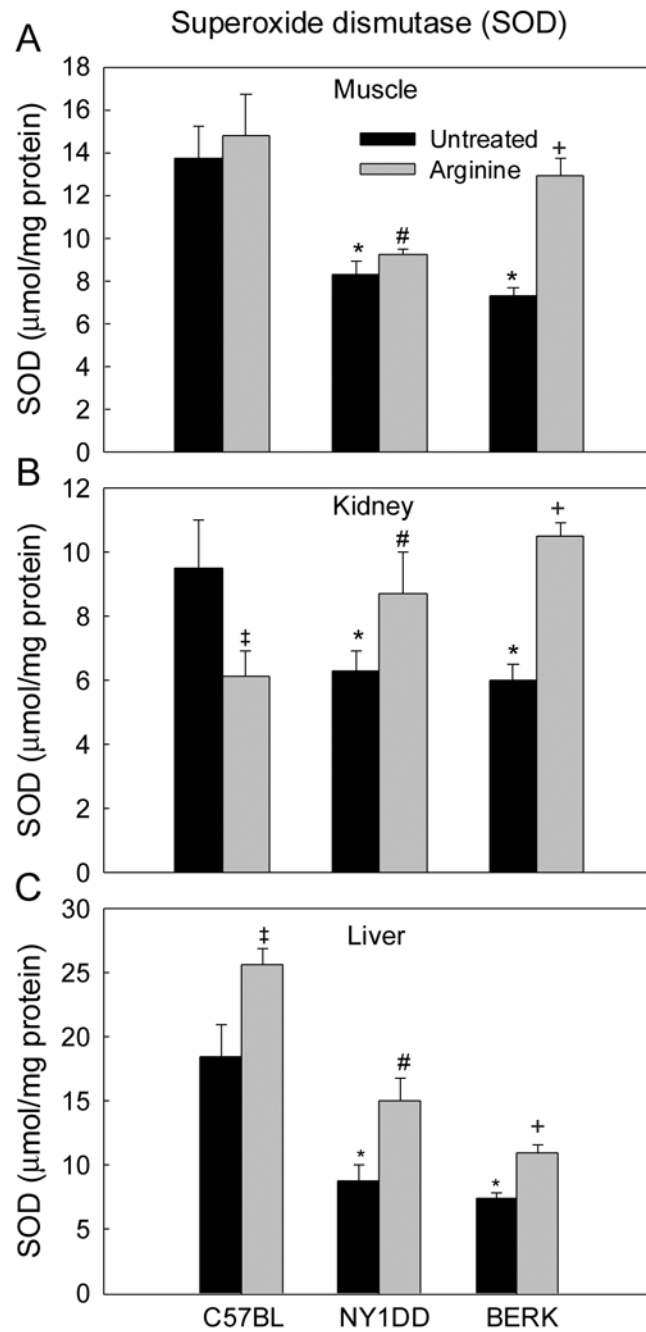 Superoxide dismutase (SOD)
A
Muscle
Untreated
Arginine
SOD (μmol/mg protein)
18
16
14
12
10
8
6
4
2
0
*
#
*
+
B
Kidney
SOD (μmol/mg protein)
12
10
8
6
4
2
0
‡
*
#
*
+
C
Liver
SOD (μmol/mg protein)
30
25
20
15
10
5
0
‡
*
#
*
+
C57BL NY1DD BERK